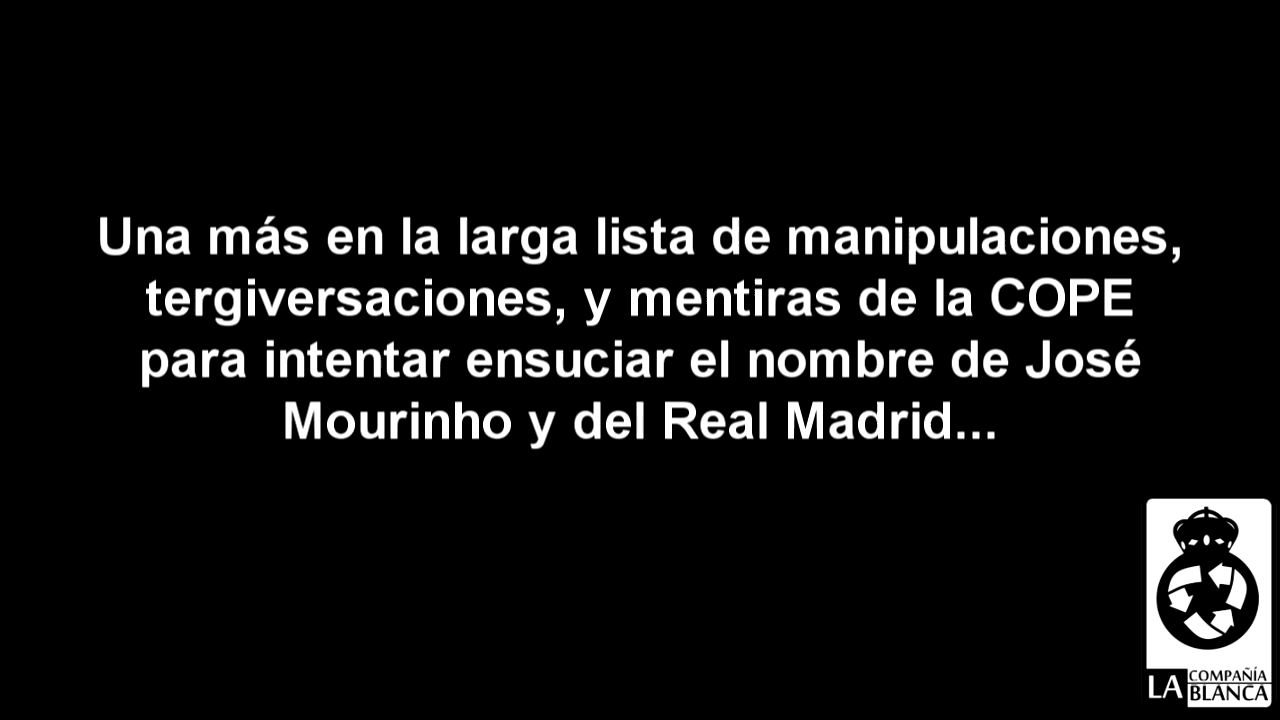 Una más en la larga lista de manipulaciones,
tergiversaciones, y mentiras de la COPE
para intentar ensuciar el nombre de José
Mourinho y del Real Madrid...
LA COMPAÑÍA
BLANCA